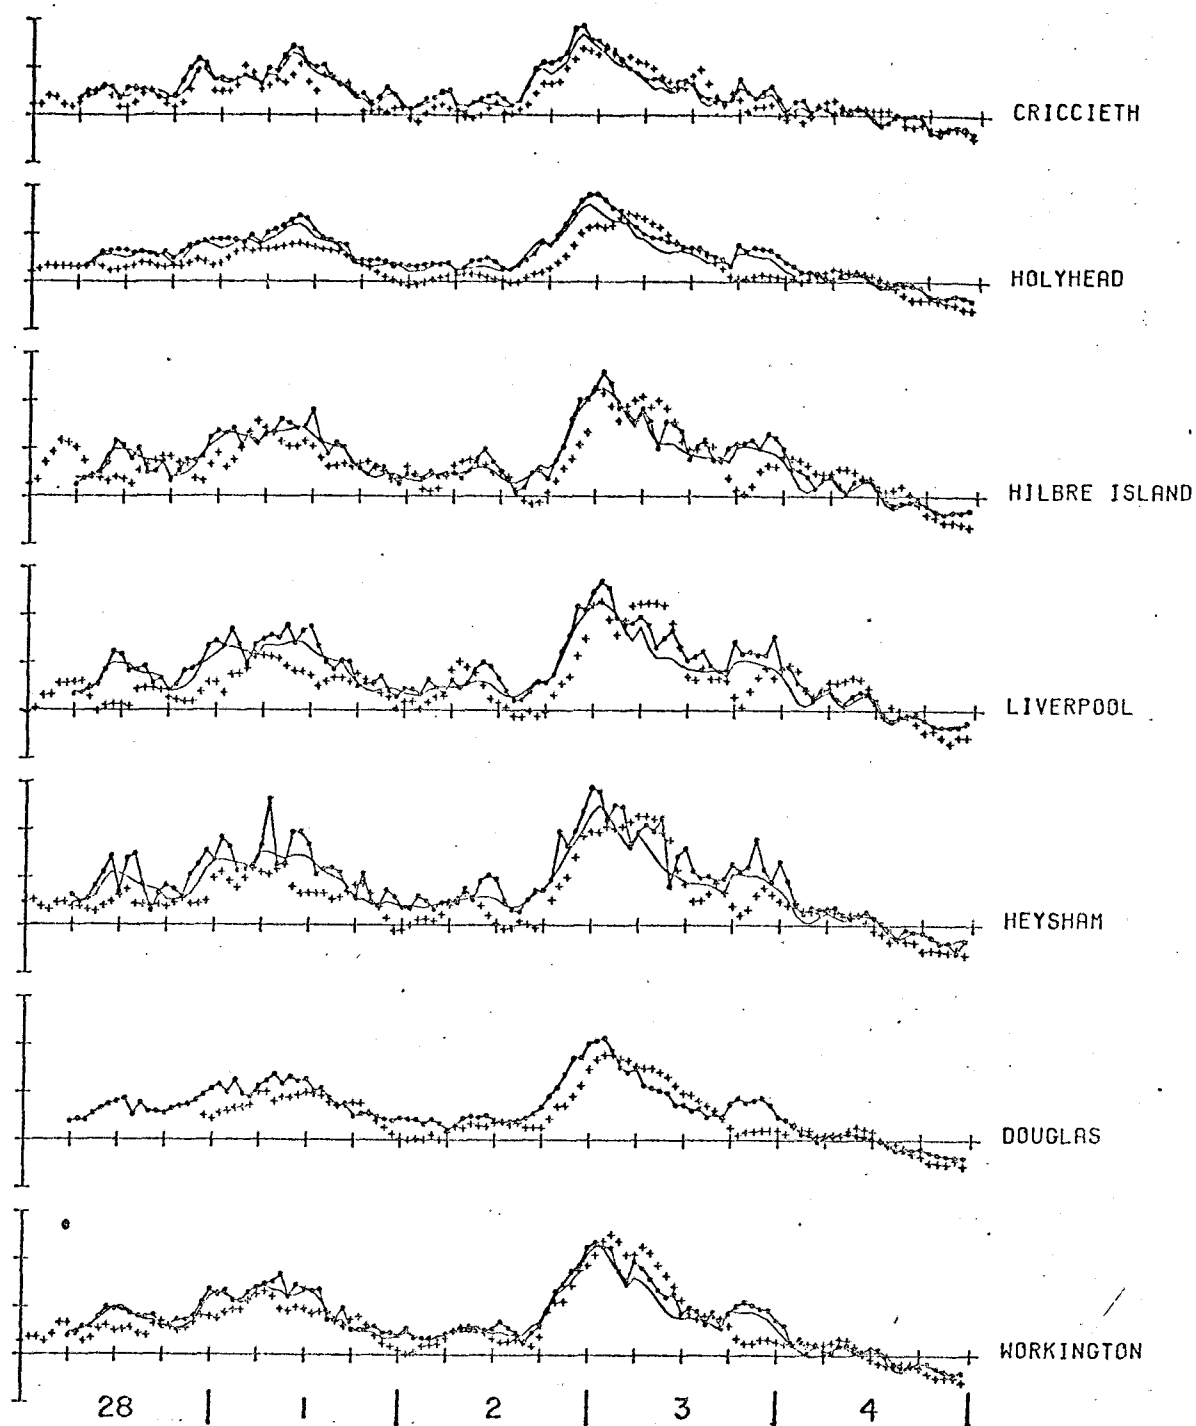 CRICCIETH
HOLYHEAD
HILBRE ISLAND
LIVERPOOL
HEYSHAM
DOUGLAS
WORKINGTON
28 | 1 | 2 | 3 | 4 |